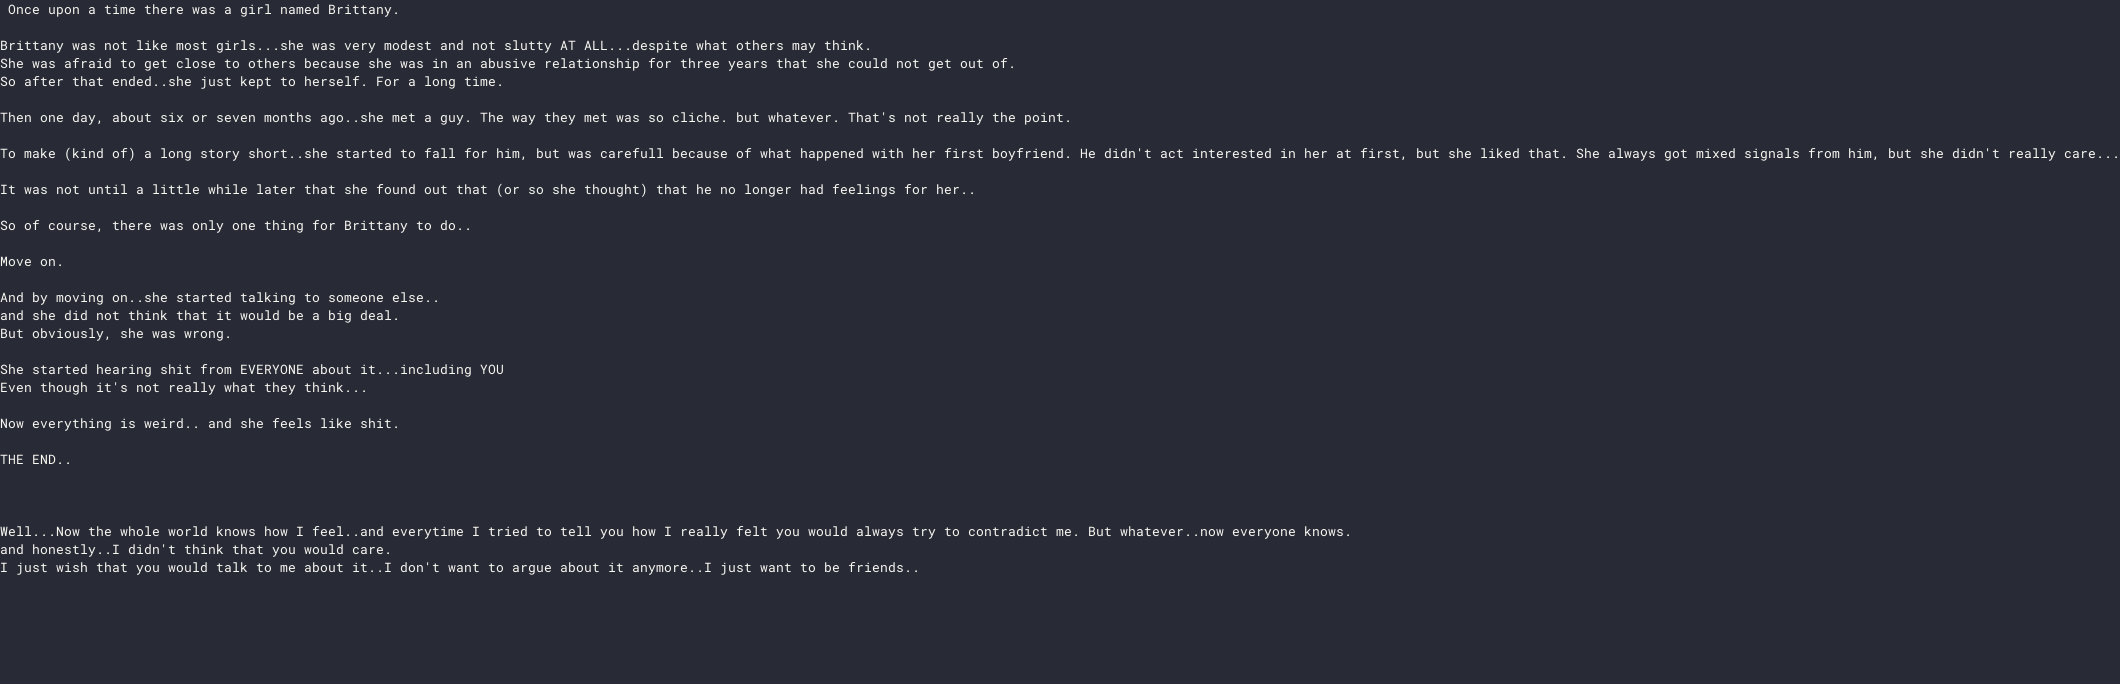 Once upon a time there was a girl named Brittany.
Brittany was not like most girls...she was very modest and not slutty AT ALL...despite what others may think.
She was afraid to get close to others because she was in an abusive relationship for three years that she could not get out of.
So after that ended..she just kept to herself. For a long time.
Then one day, about six or seven months ago..she met a guy. The way they met was so cliche. but whatever. That's not really the point.
To make (kind of) a long story short..she started to fall for him, but was carefull because of what happened with her first boyfriend. He didn't act interested in her at first, but she liked that. She always got mixed signals from him, but she didn't really care...
It was not until a little while later that she found out that (or so she thought) that he no longer had feelings for her..
So of course, there was only one thing for Brittany to do..
Move on.
And by moving on..she started talking to someone else..
and she did not think that it would be a big deal.
But obviously, she was wrong.
She started hearing shit from EVERYONE about it...including YOU
Even though it's not really what they think...
Now everything is weird.. and she feels like shit.
THE END..
Well...Now the whole world knows how I feel..and everytime I tried to tell you how I really felt you would always try to contradict me. But whatever..now everyone knows.
and honestly..I didn't think that you would care.
I just wish that you would talk to me about it..I don't want to argue about it anymore..I just want to be friends..